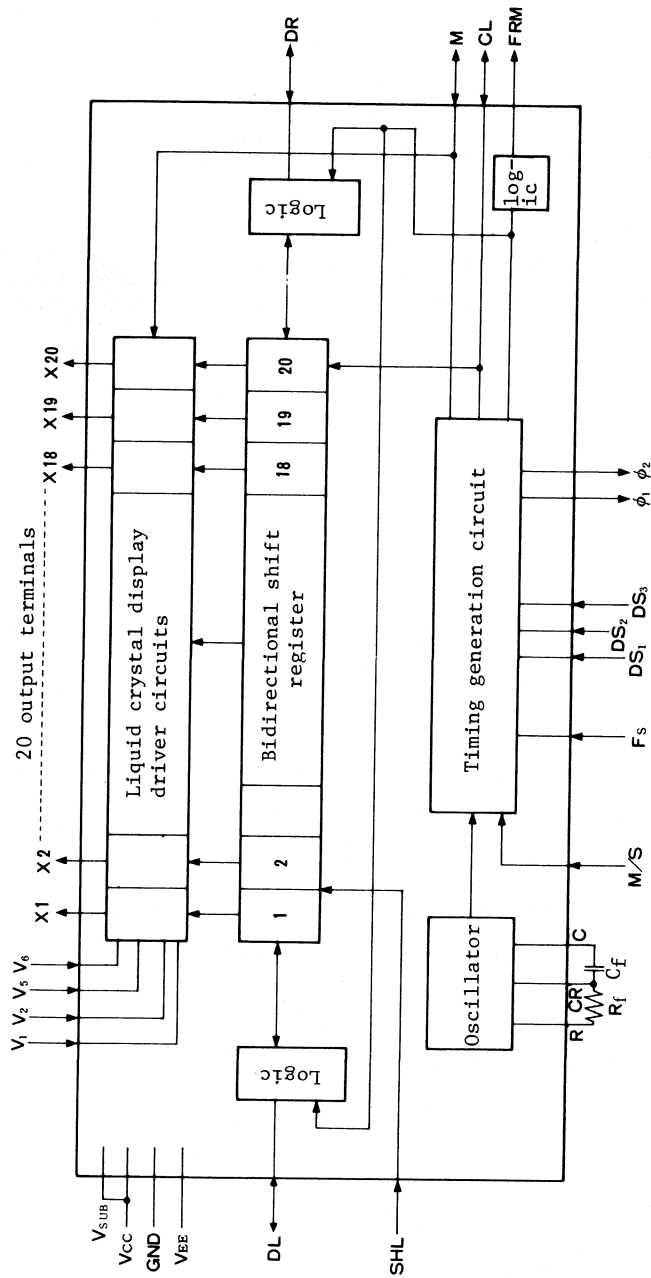 20 output terminals
X1
X2
X18
X19
X20
V1
V2
V5
V6
VSUB
VCC
GND
VEE
Liquid crystal display
driver circuits
1
2
Bidirectional shift
register
18
19
20
Logic
Logic
DL
DR
SHL
M
CL
FRM
log-
ic
Oscillator
Timing generation circuit
R
CR
C
Rf
Cf
M/S
FS
DS1
DS2
DS3
ϕ1
ϕ2